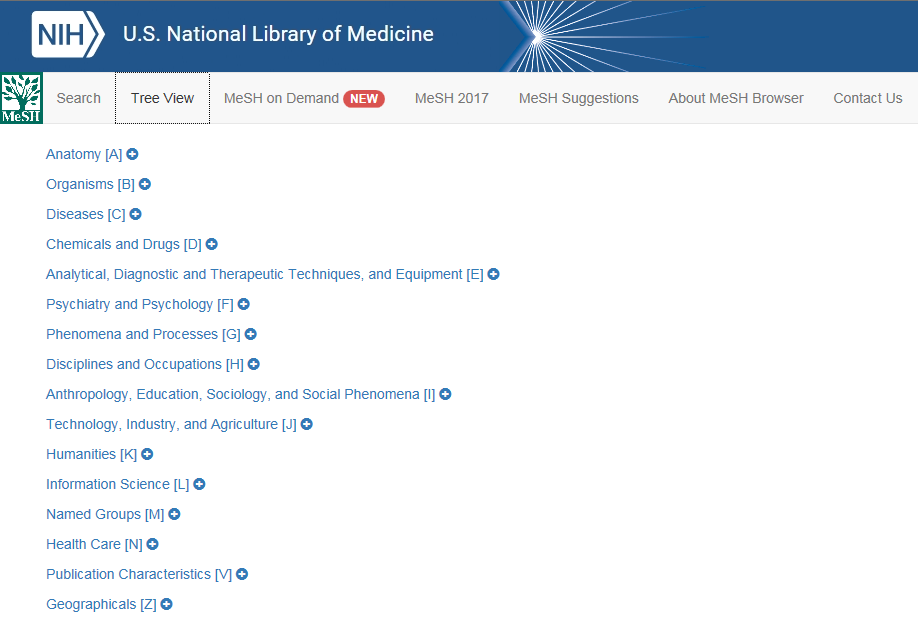 NIH U.S. National Library of Medicine
MeSH Search Tree View MeSH on Demand NEW MeSH 2017 MeSH Suggestions About MeSH Browser Contact Us
Anatomy [A]
Organisms [B]
Diseases [C]
Chemicals and Drugs [D]
Analytical, Diagnostic and Therapeutic Techniques, and Equipment [E]
Psychiatry and Psychology [F]
Phenomena and Processes [G]
Disciplines and Occupations [H]
Anthropology, Education, Sociology, and Social Phenomena [I]
Technology, Industry, and Agriculture [J]
Humanities [K]
Information Science [L]
Named Groups [M]
Health Care [N]
Publication Characteristics [V]
Geographicals [Z]